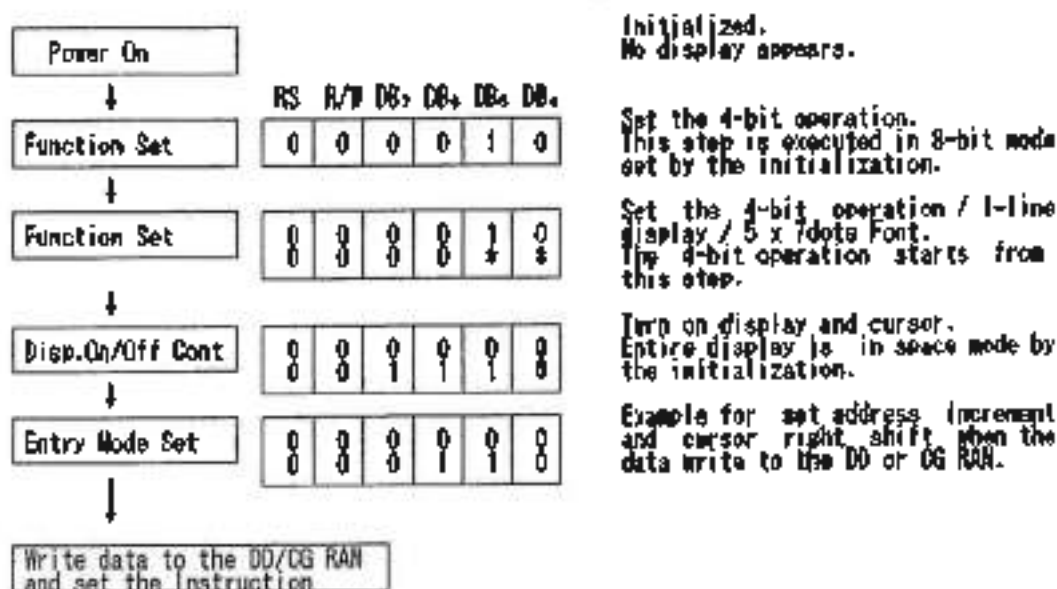 Power On
Initialized.
No display appears.
RS R/W DB₇ DB₆ DB₅ DB₄
Function Set
0 0 0 0 1 0
Set the 4-bit operation.
This step is executed in 8-bit mode
set by the initialization.
Function Set
0 0 0 0 1 0
0 0 0 0 * *
Set the 4-bit operation / 1-line
display / 5 x 7dots Font.
The 4-bit operation starts from
this step.
Disp.On/Off Cont
0 0 0 0 0 0
0 0 1 1 1
Turn on display and cursor.
Entire display is in space mode by
the initialization.
Entry Mode Set
0 0 0 0 0 0
0 0 0 1 1 0
Example for set address increment
and cursor right shift when the
data write to the DD or CG RAM.
Write data to the DD/CG RAM
and set the Instruction